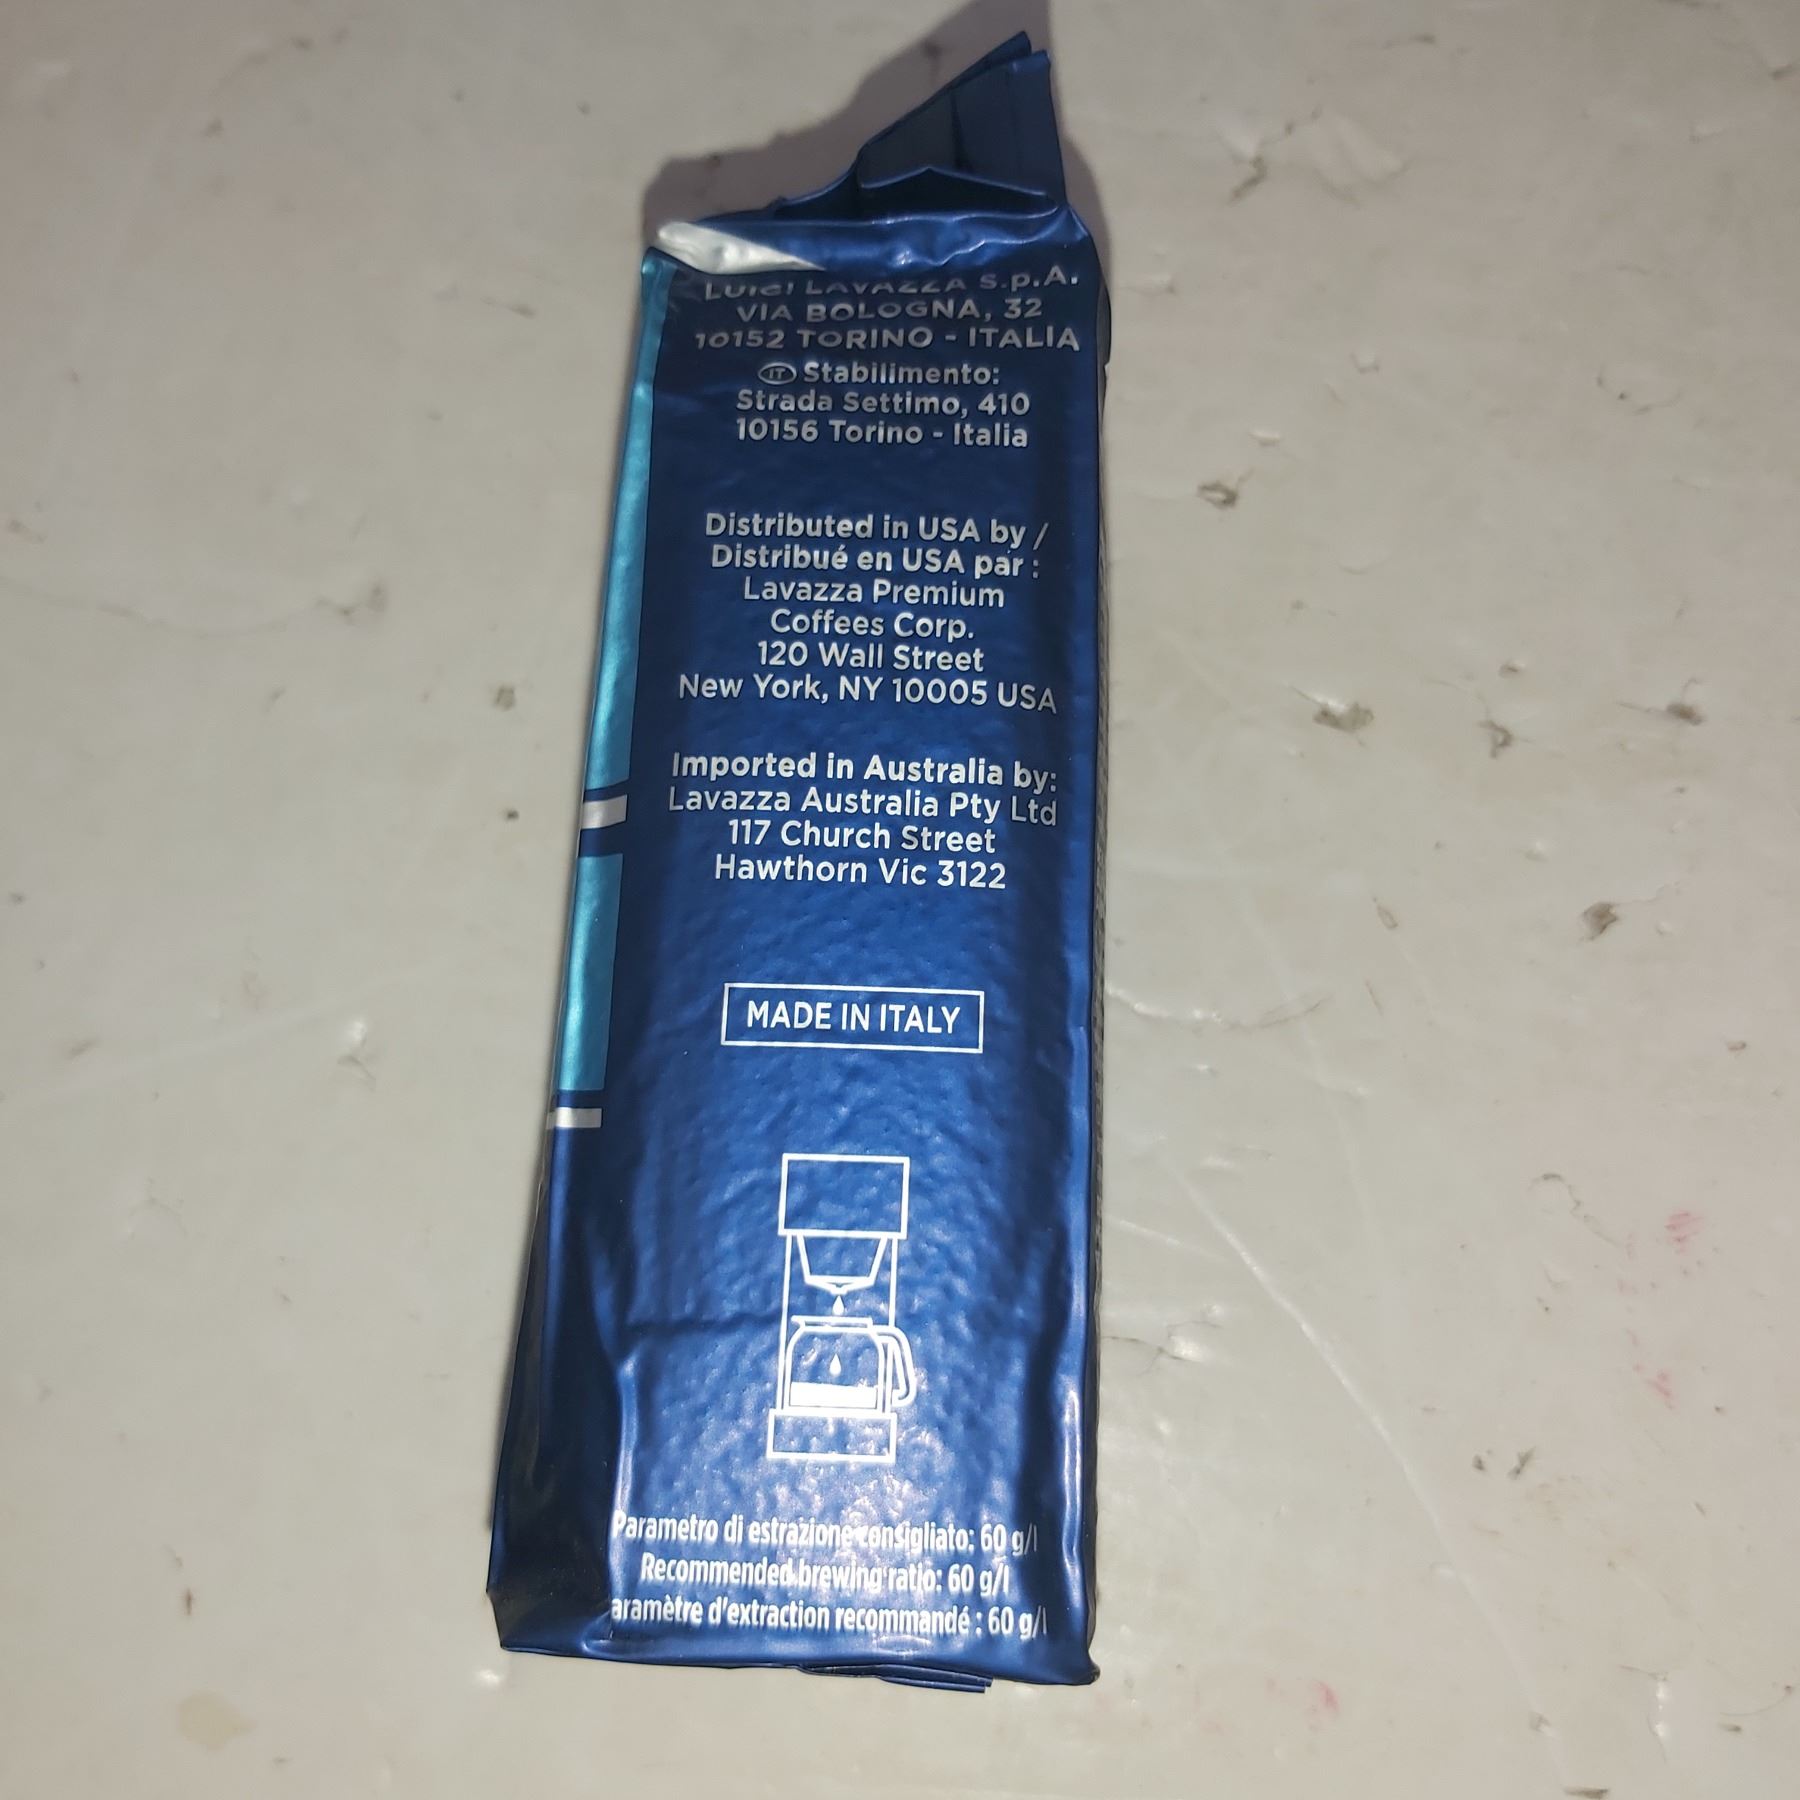 LUIGI LAVAZZA S.p.A.
VIA BOLOGNA, 32
10152 TORINO - ITALIA
IT Stabilimento:
Strada Settimo, 410
10156 Torino - Italia
Distributed in USA by /
Distribué en USA par :
Lavazza Premium
Coffees Corp.
120 Wall Street
New York, NY 10005 USA
Imported in Australia by:
Lavazza Australia Pty Ltd
117 Church Street
Hawthorn Vic 3122
MADE IN ITALY
Parametro di estrazione consigliato: 60 g/l
Recommended brewing ratio: 60 g/l
aramètre d'extraction recommandé : 60 g/l